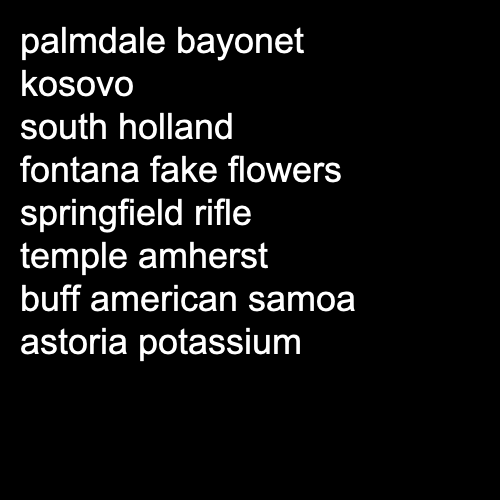 palmdale bayonet
kosovo
south holland
fontana fake flowers
springfield rifle
temple amherst
buff american samoa
astoria potassium